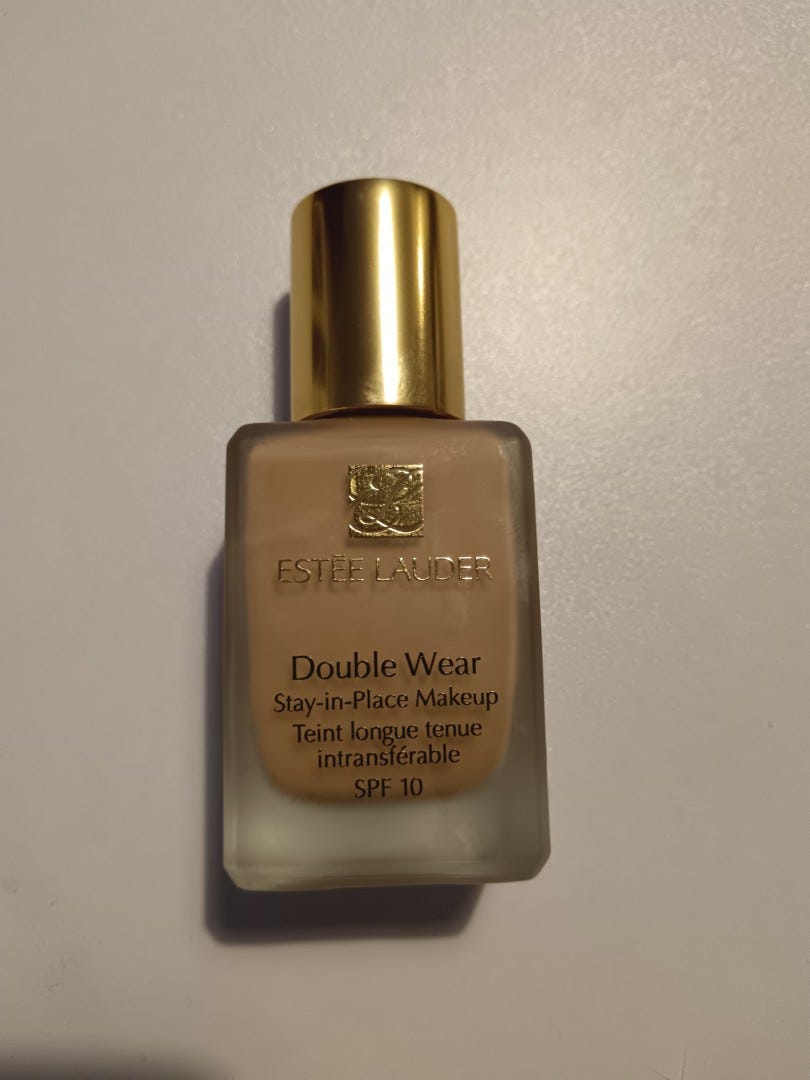 ESTĒE LAUDER
Double Wear
Stay-in-Place Makeup
Teint longue tenue
intransférable
SPF 10